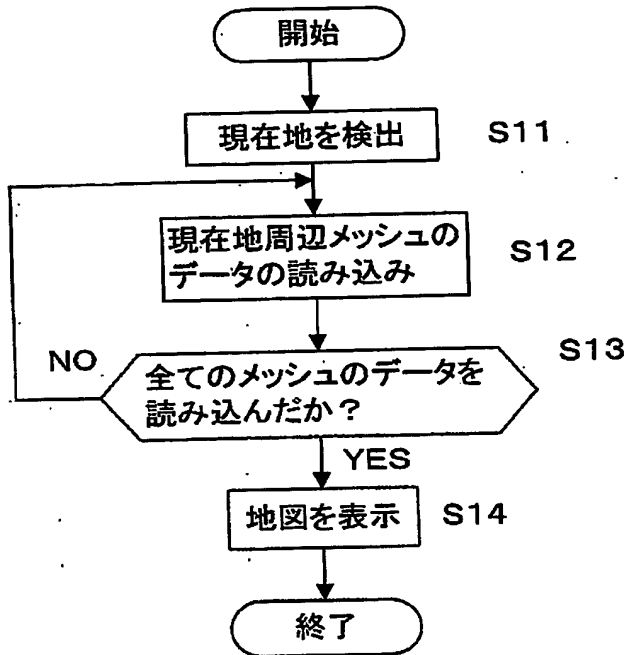 開始
現在地を検出
S11
現在地周辺メッシュの
データの読み込み
S12
全てのメッシュのデータを
読み込んだか？
S13
NO
YES
地図を表示
S14
終了